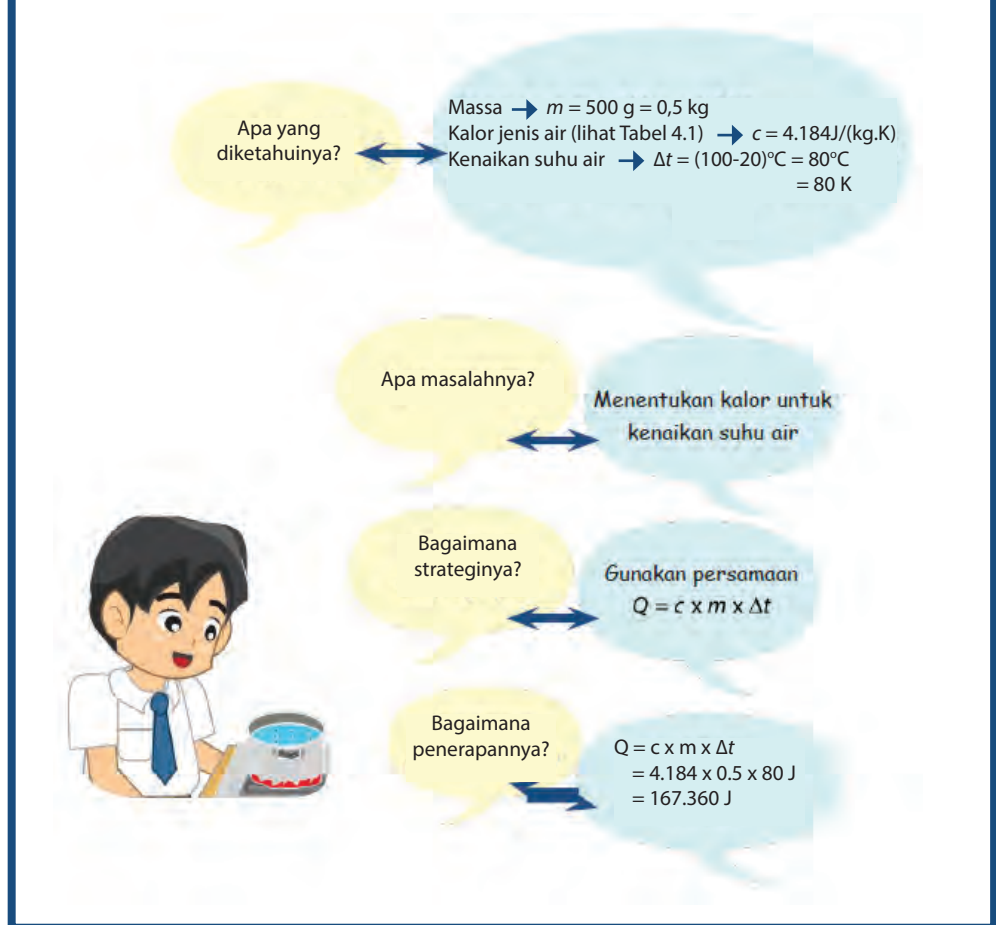 Apa yang
diketahuinya?
Massa → m = 500 g = 0,5 kg
Kalor jenis air (lihat Tabel 4.1) → c = 4.184J/(kg.K)
Kenaikan suhu air → Δt = (100-20)°C = 80°C
= 80 K
Apa masalahnya?
Menentukan kalor untuk
kenaikan suhu air
Bagaimana
strateginya?
Gunakan persamaan
Q = c x m x Δt
Bagaimana
penerapannya?
Q = c x m x Δt
= 4.184 x 0.5 x 80 J
= 167.360 J